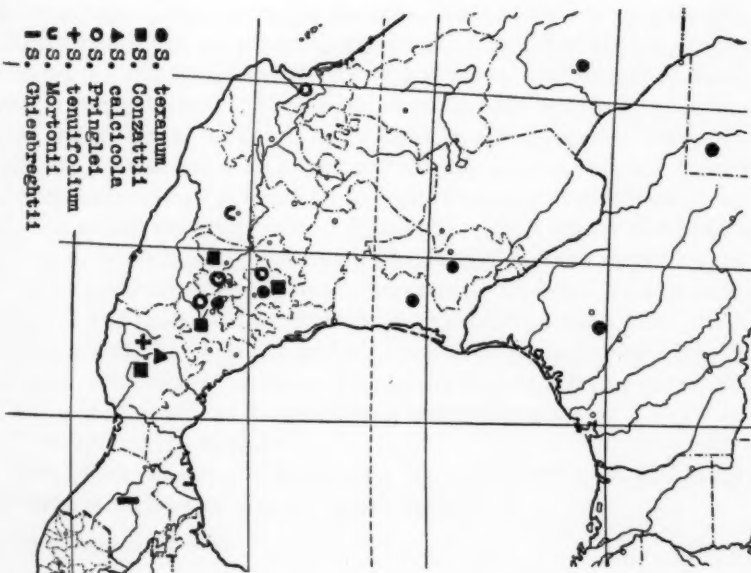 ● S. texanum
■ S. Conzattii
▲ S. calcicola
○ S. Pringlei
+ S. tenuifolium
∪ S. Mortonii
▌ S. Ghiesbreghtii